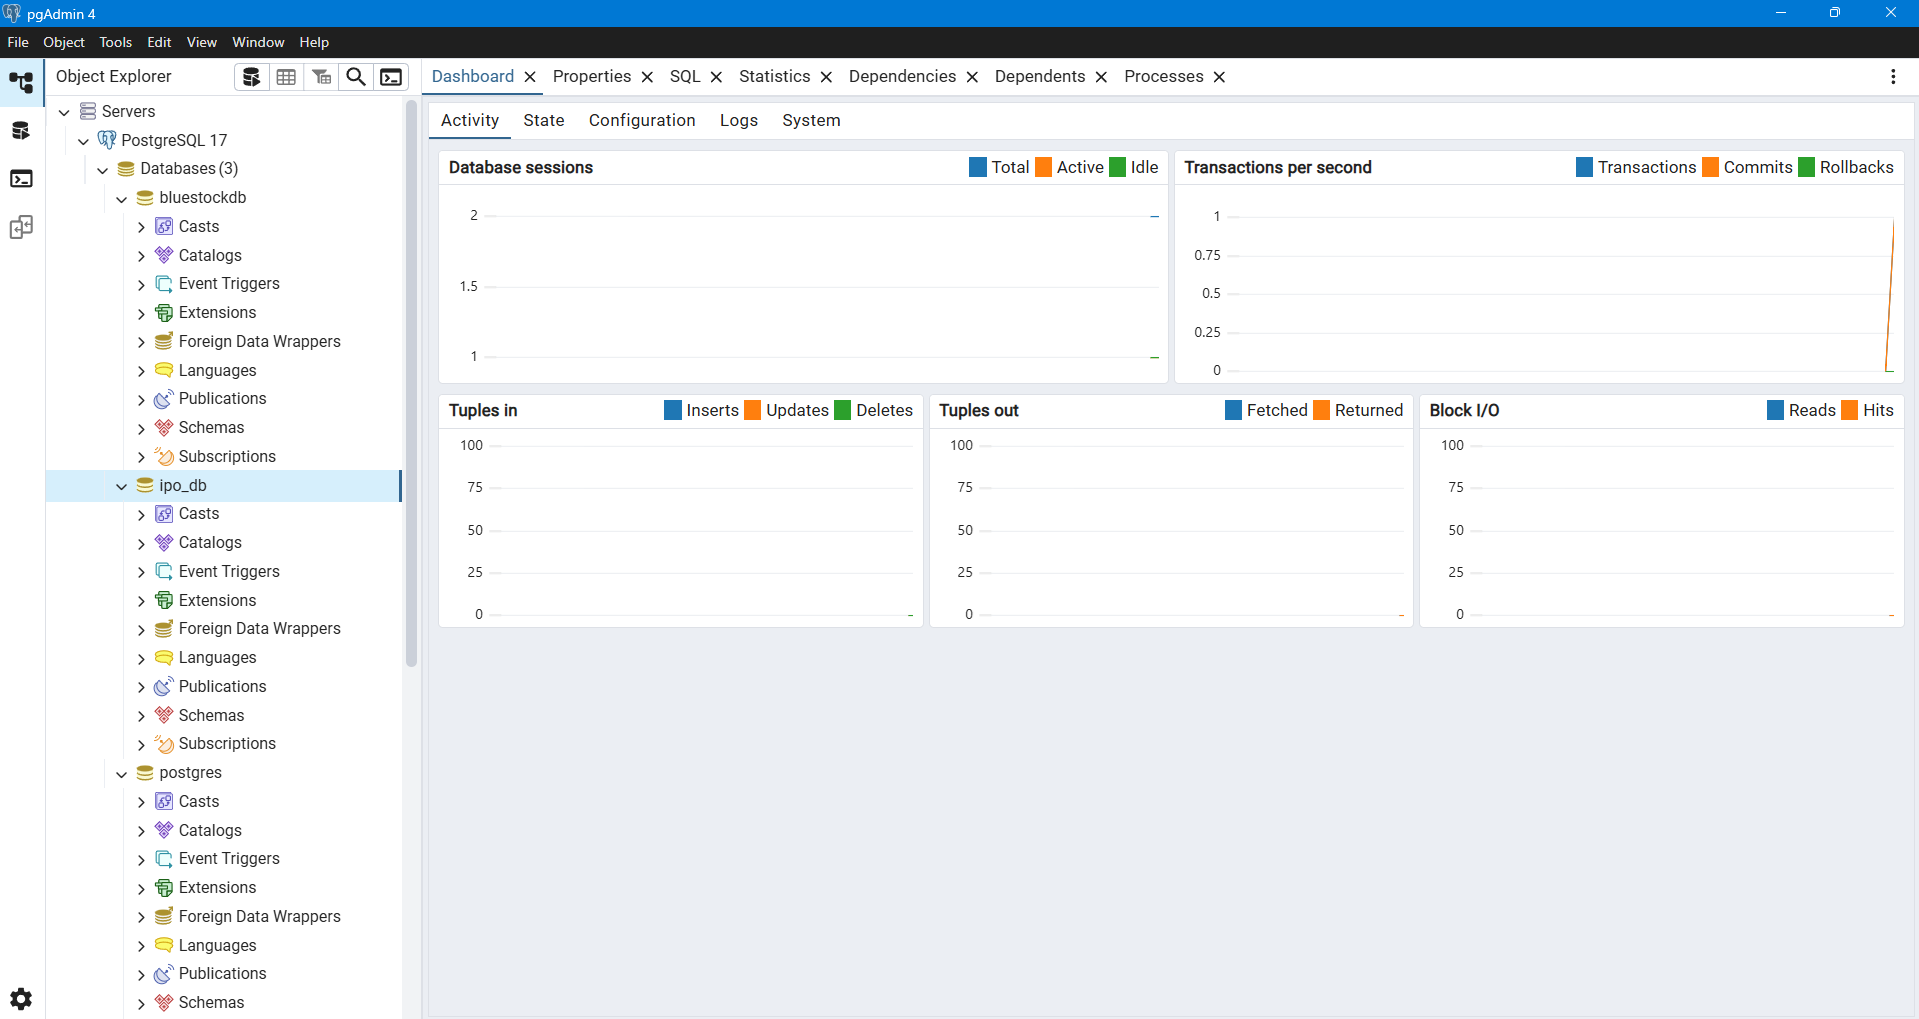 pgAdmin 4
File Object Tools Edit View Window Help
Object Explorer
Dashboard Properties SQL Statistics Dependencies Dependents Processes
Servers
PostgreSQL 17
Databases (3)
bluestockdb
Casts
Catalogs
Event Triggers
Extensions
Foreign Data Wrappers
Languages
Publications
Schemas
Subscriptions
ipo_db
Casts
Catalogs
Event Triggers
Extensions
Foreign Data Wrappers
Languages
Publications
Schemas
Subscriptions
postgres
Casts
Catalogs
Event Triggers
Extensions
Foreign Data Wrappers
Languages
Publications
Schemas
Activity State Configuration Logs System
Database sessions Total Active Idle
2
1.5
1
Transactions per second Transactions Commits Rollbacks
1
0.75
0.5
0.25
0
Tuples in Inserts Updates Deletes
100
75
50
25
0
Tuples out Fetched Returned
100
75
50
25
0
Block I/O Reads Hits
100
75
50
25
0